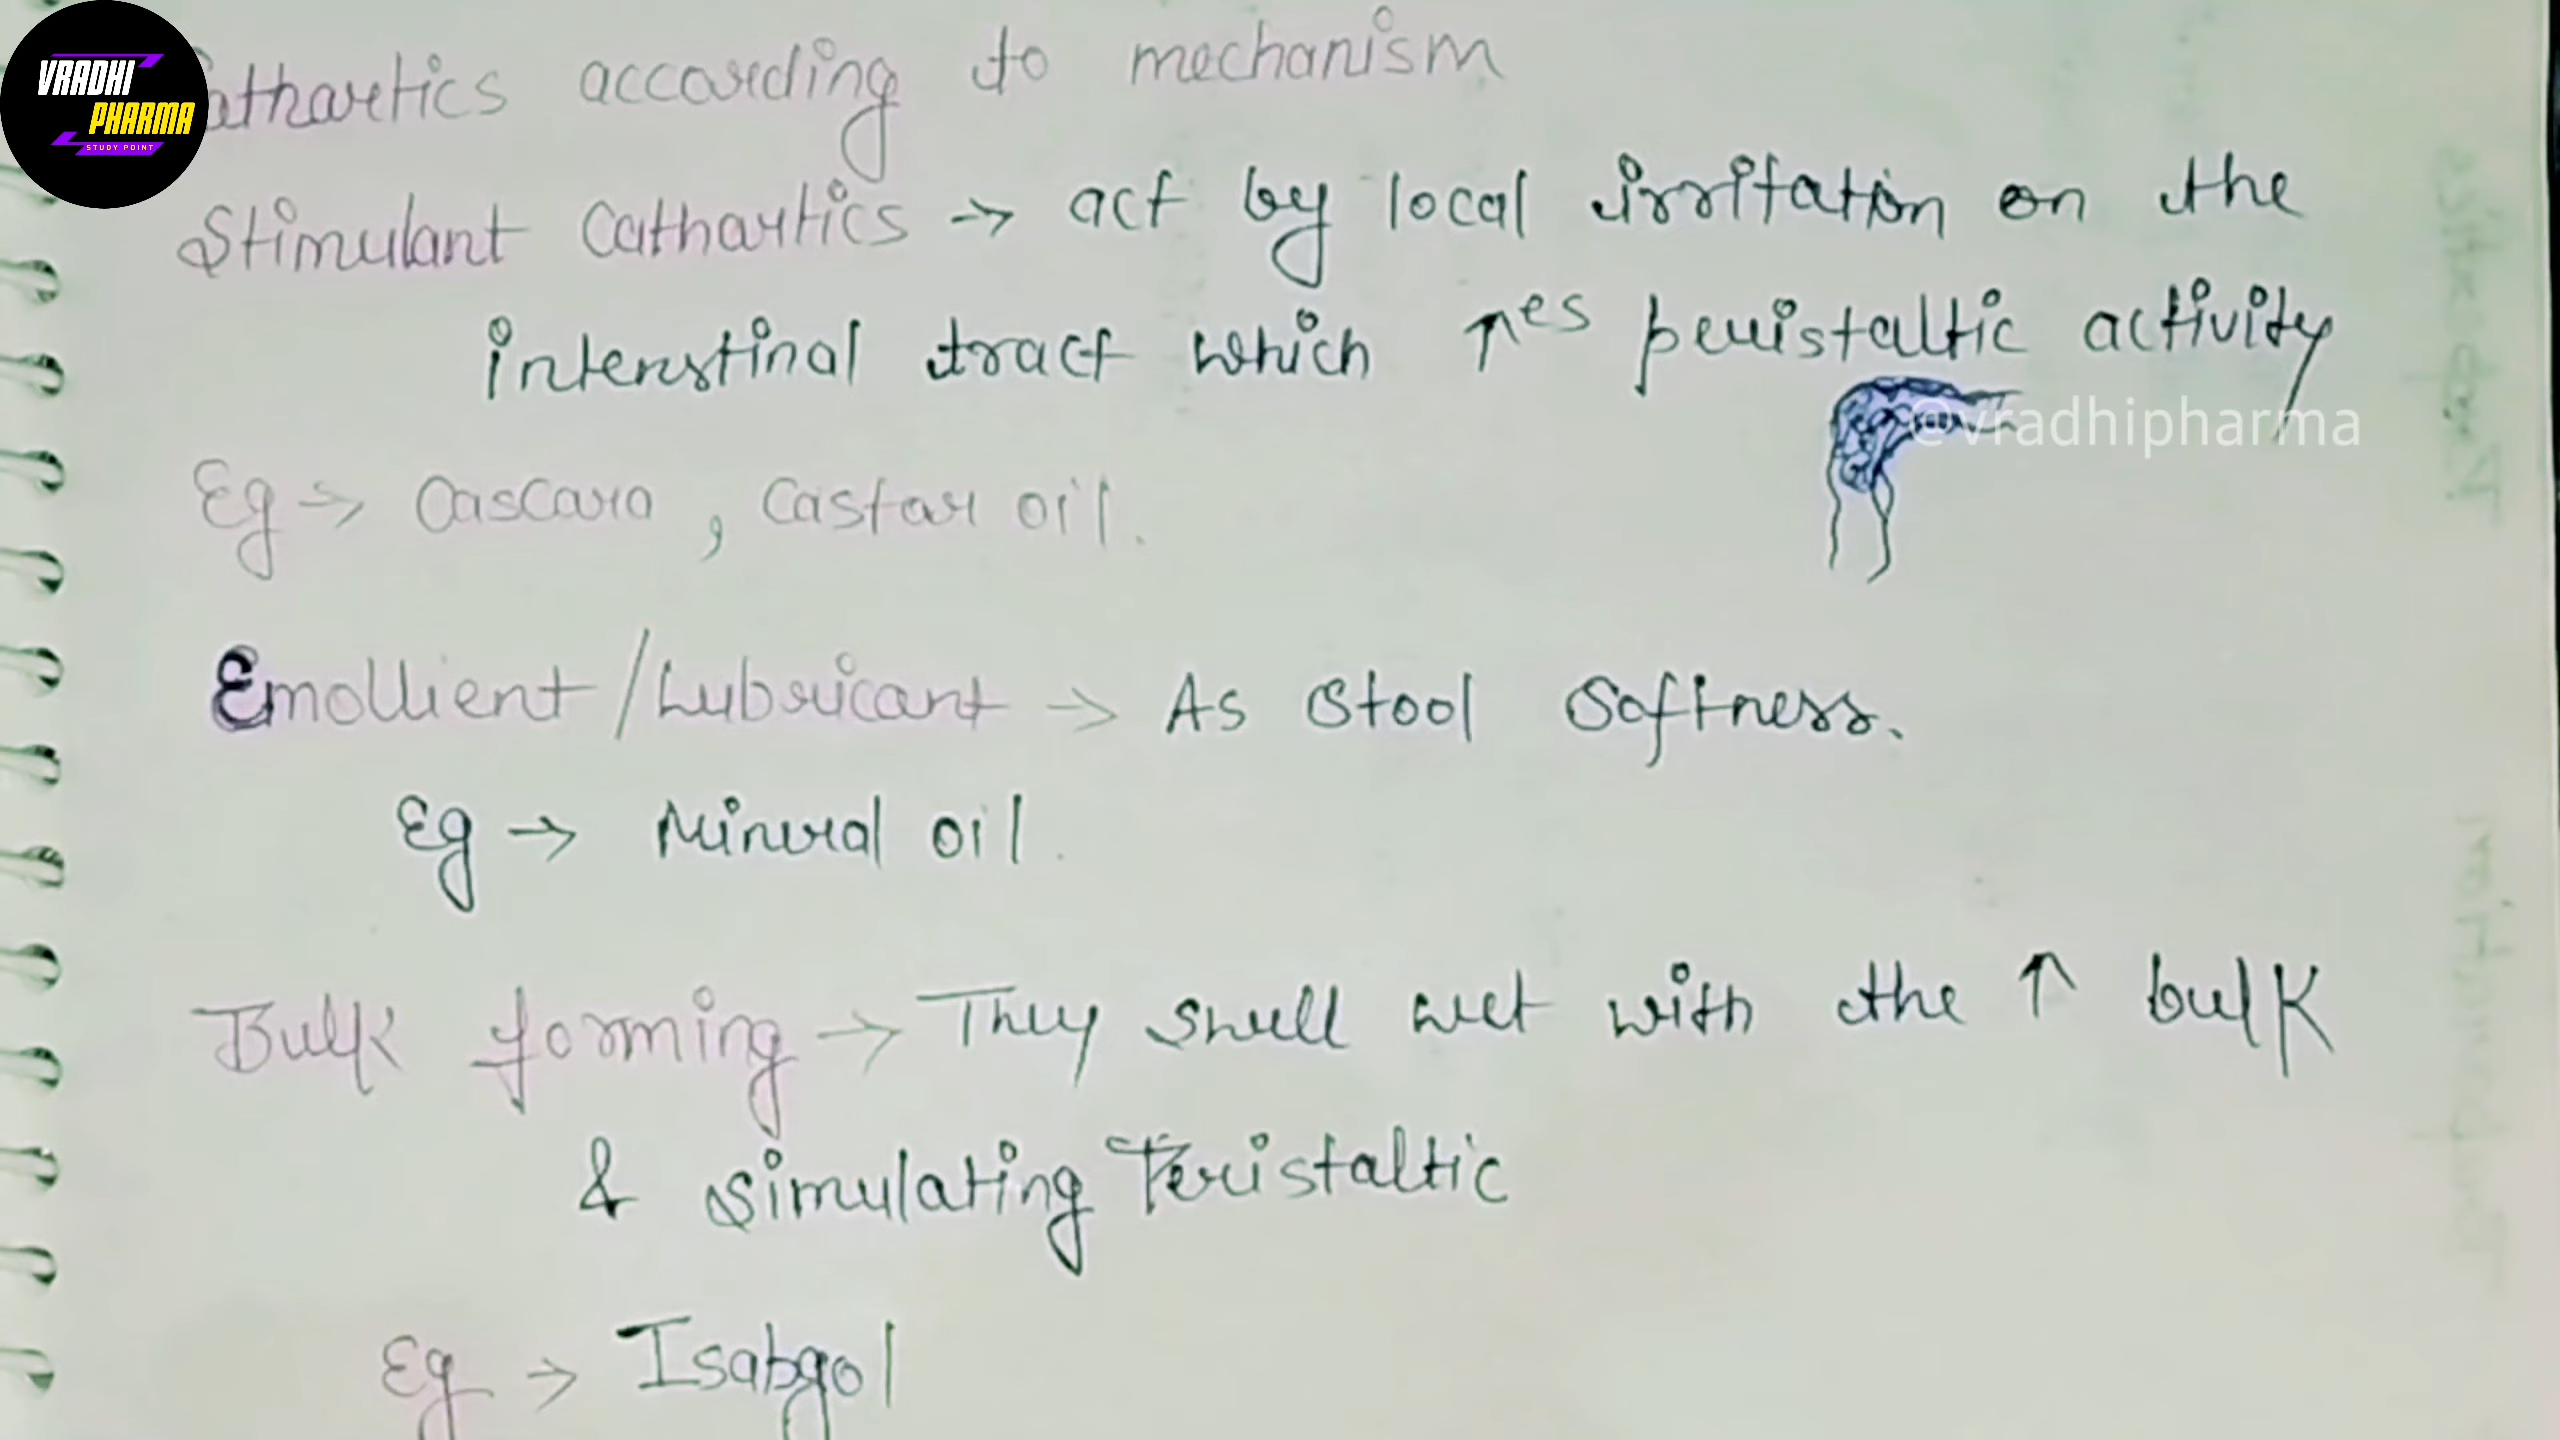 VRADHI
PHARMA
STUDY POINT
athartics according to mechanism
Stimulant Cathartics → act by local irritation on the
interstinal tract which ↑es peristaltic activity
@vradhipharma
Eg → Cascara , Castar oil.
Emollient / Lubricant → As Stool Softness.
Eg → Mineral oil.
Bulk forming → They swell wet with the ↑ bulk
& Simulating Peristaltic
Eg → Isabgol